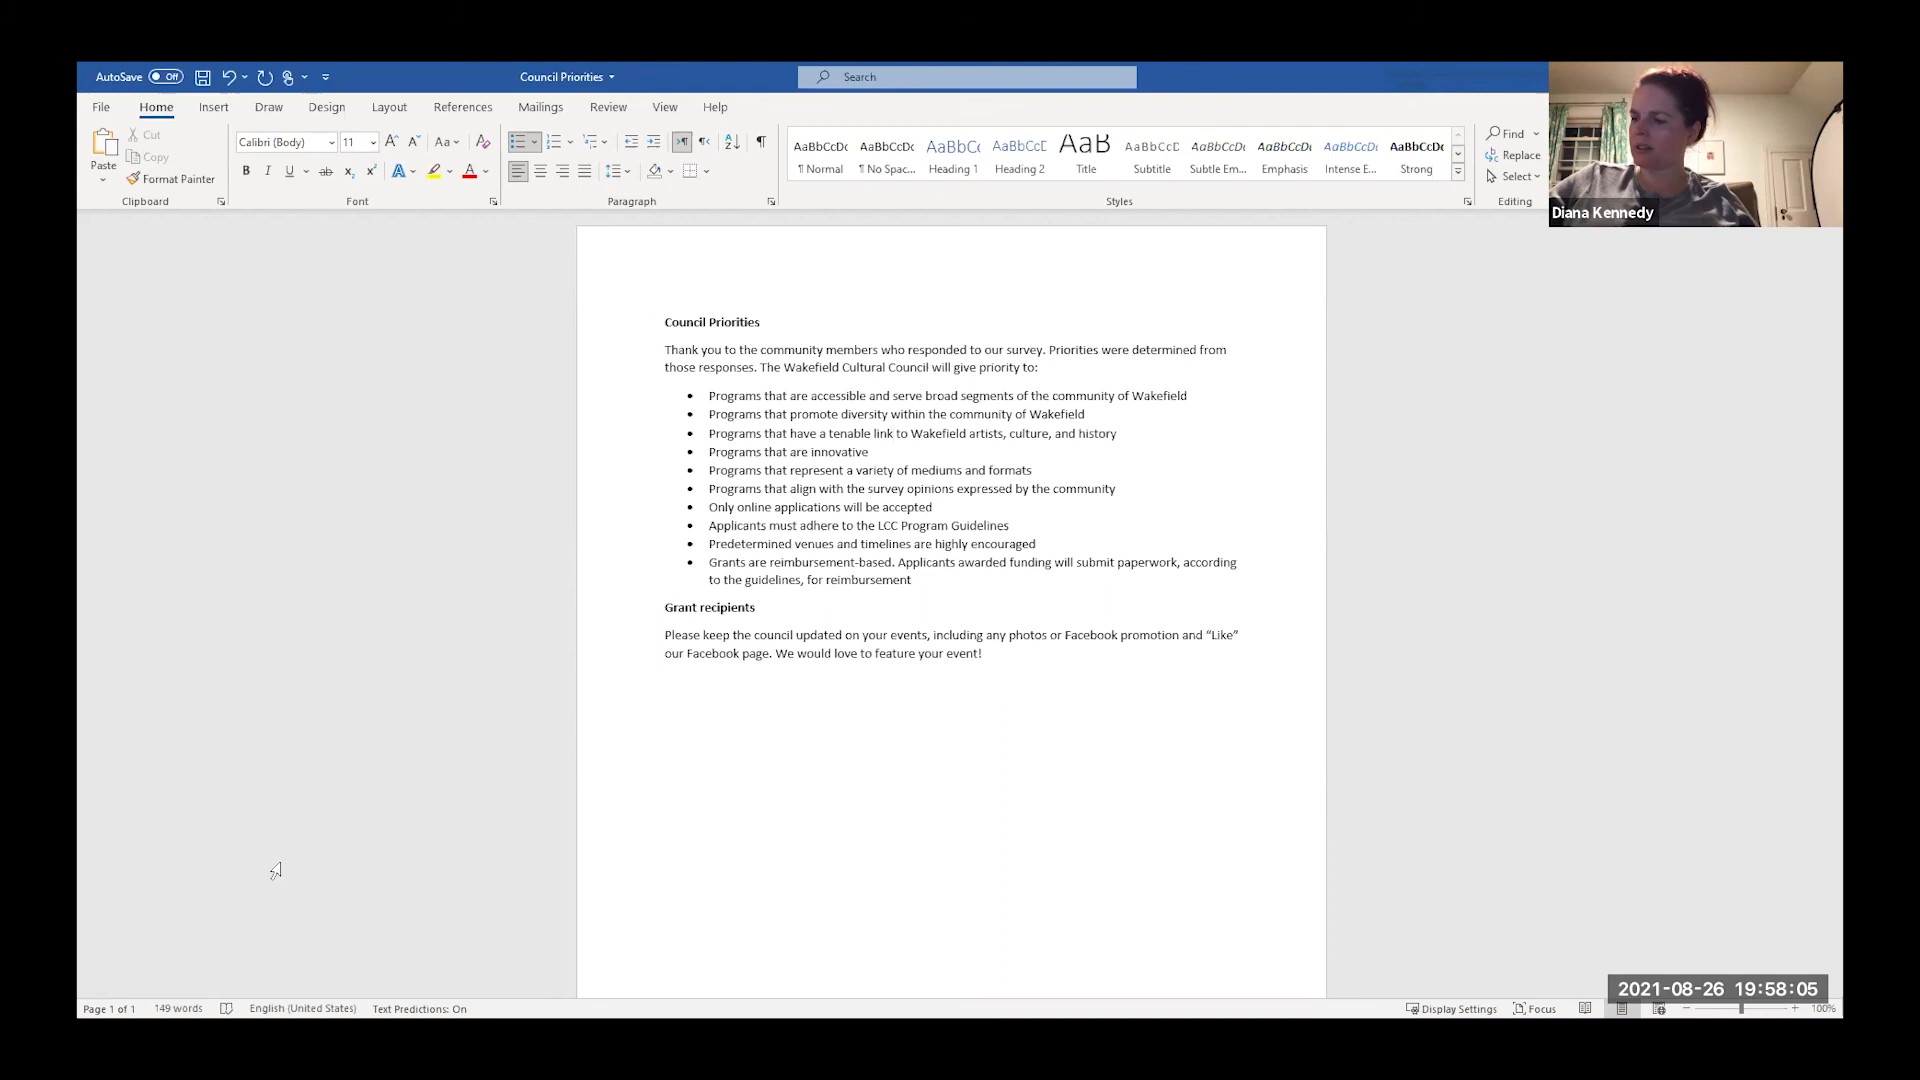 AutoSave Off Council Priorities Search
File Home Insert Draw Design Layout References Mailings Review View Help
Paste
Cut
Copy
Format Painter
Clipboard
Calibri (Body) 11
Font
Paragraph
AaBbCcDc AaBbCcDc AaBbCc AaBbCcC AaB AaBbCcC AaBbCcDc AaBbCcDc AaBbCcDc AaBbCcDc
¶ Normal ¶ No Spac... Heading 1 Heading 2 Title Subtitle Subtle Em... Emphasis Intense E... Strong
Styles
Find
Replace
Select
Editing
Diana Kennedy
Council Priorities
Thank you to the community members who responded to our survey. Priorities were determined from
those responses. The Wakefield Cultural Council will give priority to:
• Programs that are accessible and serve broad segments of the community of Wakefield
• Programs that promote diversity within the community of Wakefield
• Programs that have a tenable link to Wakefield artists, culture, and history
• Programs that are innovative
• Programs that represent a variety of mediums and formats
• Programs that align with the survey opinions expressed by the community
• Only online applications will be accepted
• Applicants must adhere to the LCC Program Guidelines
• Predetermined venues and timelines are highly encouraged
• Grants are reimbursement-based. Applicants awarded funding will submit paperwork, according
to the guidelines, for reimbursement
Grant recipients
Please keep the council updated on your events, including any photos or Facebook promotion and “Like”
our Facebook page. We would love to feature your event!
2021-08-26 19:58:05
Page 1 of 1 149 words English (United States) Text Predictions: On Display Settings Focus 100%